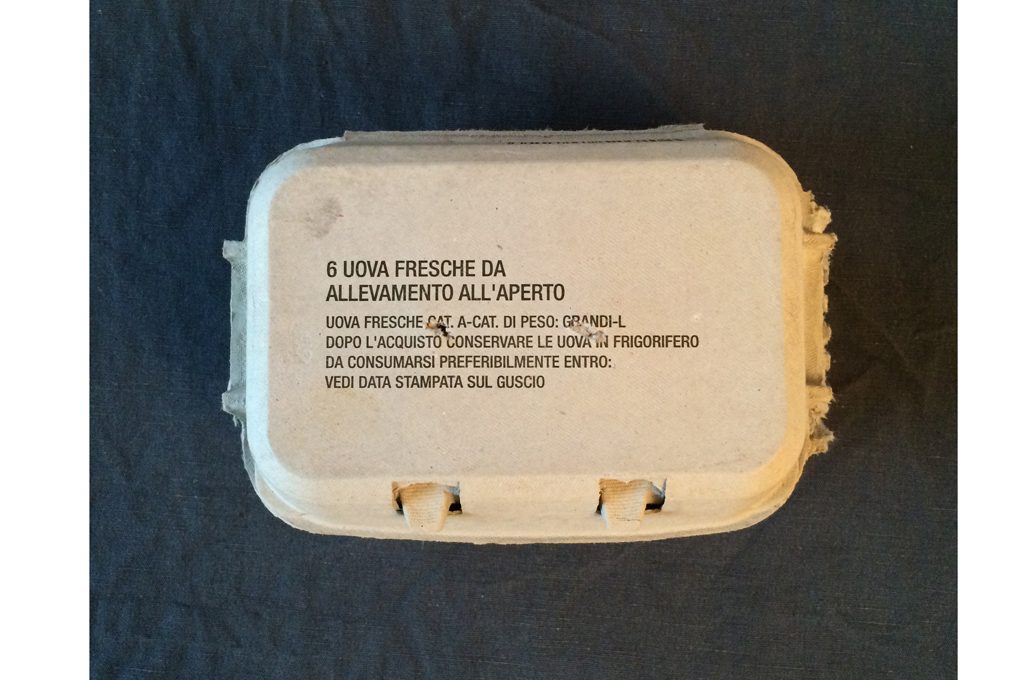 6 UOVA FRESCHE DA
ALLEVAMENTO ALL'APERTO
UOVA FRESCHE CAT. A-CAT. DI PESO: GRANDI-L
DOPO L'ACQUISTO CONSERVARE LE UOVA IN FRIGORIFERO
DA CONSUMARSI PREFERIBILMENTE ENTRO:
VEDI DATA STAMPATA SUL GUSCIO